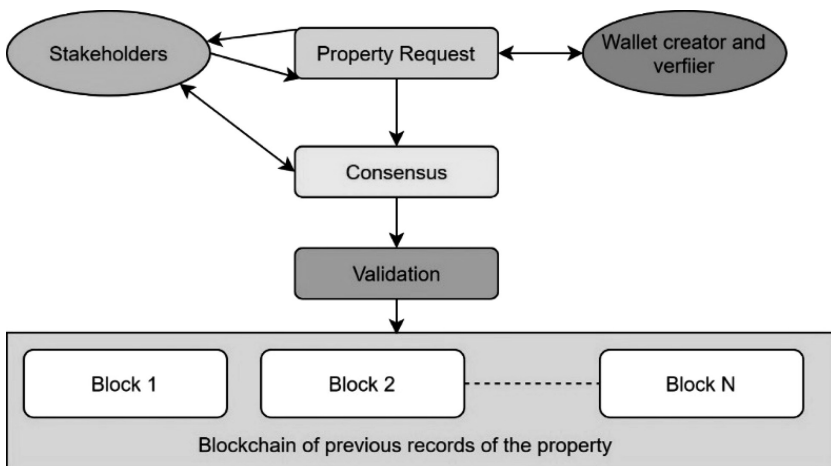 Stakeholders
Property Request
Wallet creator and
verfiier
Consensus
Validation
Block 1
Block 2
Block N
Blockchain of previous records of the property